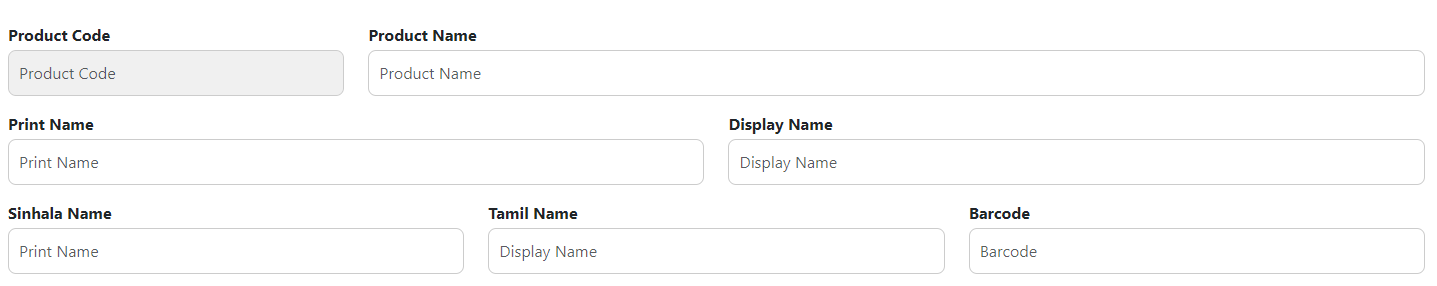 Product Code Product Name
Product Code Product Name
Print Name Display Name
Print Name Display Name
Sinhala Name Tamil Name Barcode
Print Name Display Name Barcode